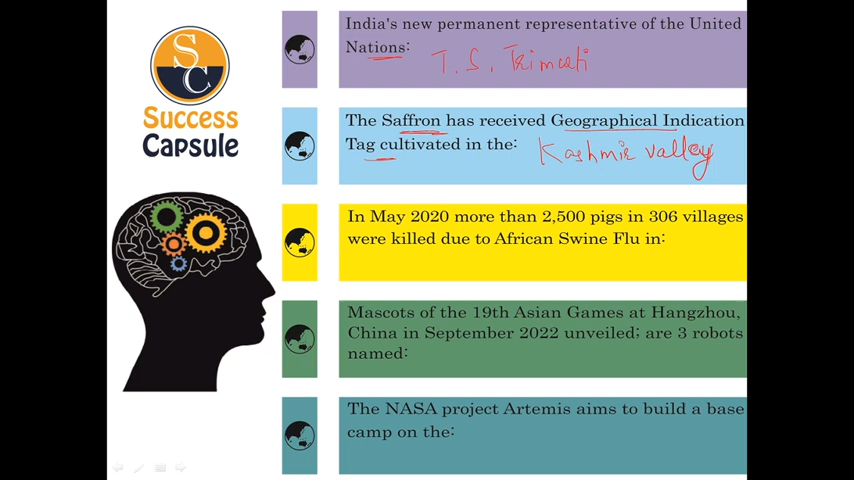 SC
Success
Capsule
India's new permanent representative of the United
Nations: T. S. Trimurti
The Saffron has received Geographical Indication
Tag cultivated in the: Kashmir valley
In May 2020 more than 2,500 pigs in 306 villages
were killed due to African Swine Flu in:
Mascots of the 19th Asian Games at Hangzhou,
China in September 2022 unveiled; are 3 robots
named:
The NASA project Artemis aims to build a base
camp on the: